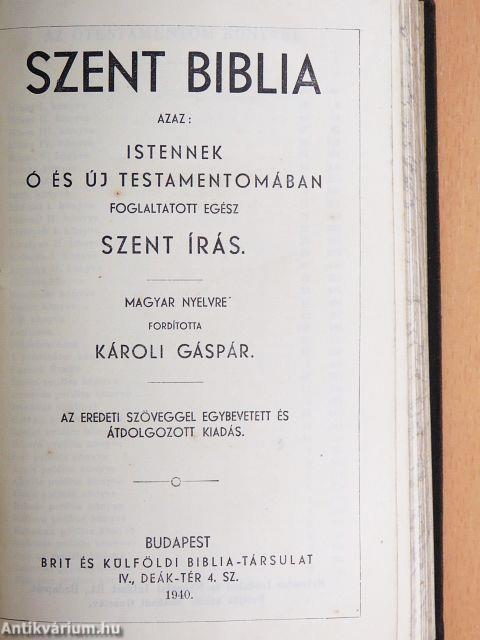 SZENT BIBLIA
AZAZ:
ISTENNEK
Ó ÉS ÚJ TESTAMENTOMÁBAN
FOGLALTATOTT EGÉSZ
SZENT ÍRÁS.
MAGYAR NYELVRE
FORDÍTOTTA
KÁROLI GÁSPÁR.
AZ EREDETI SZÖVEGGEL EGYBEVETETT ÉS
ÁTDOLGOZOTT KIADÁS.
BUDAPEST
BRIT ÉS KÜLFÖLDI BIBLIA-TÁRSULAT
IV., DEÁK-TÉR 4. SZ.
1940.
Antikvárium.hu